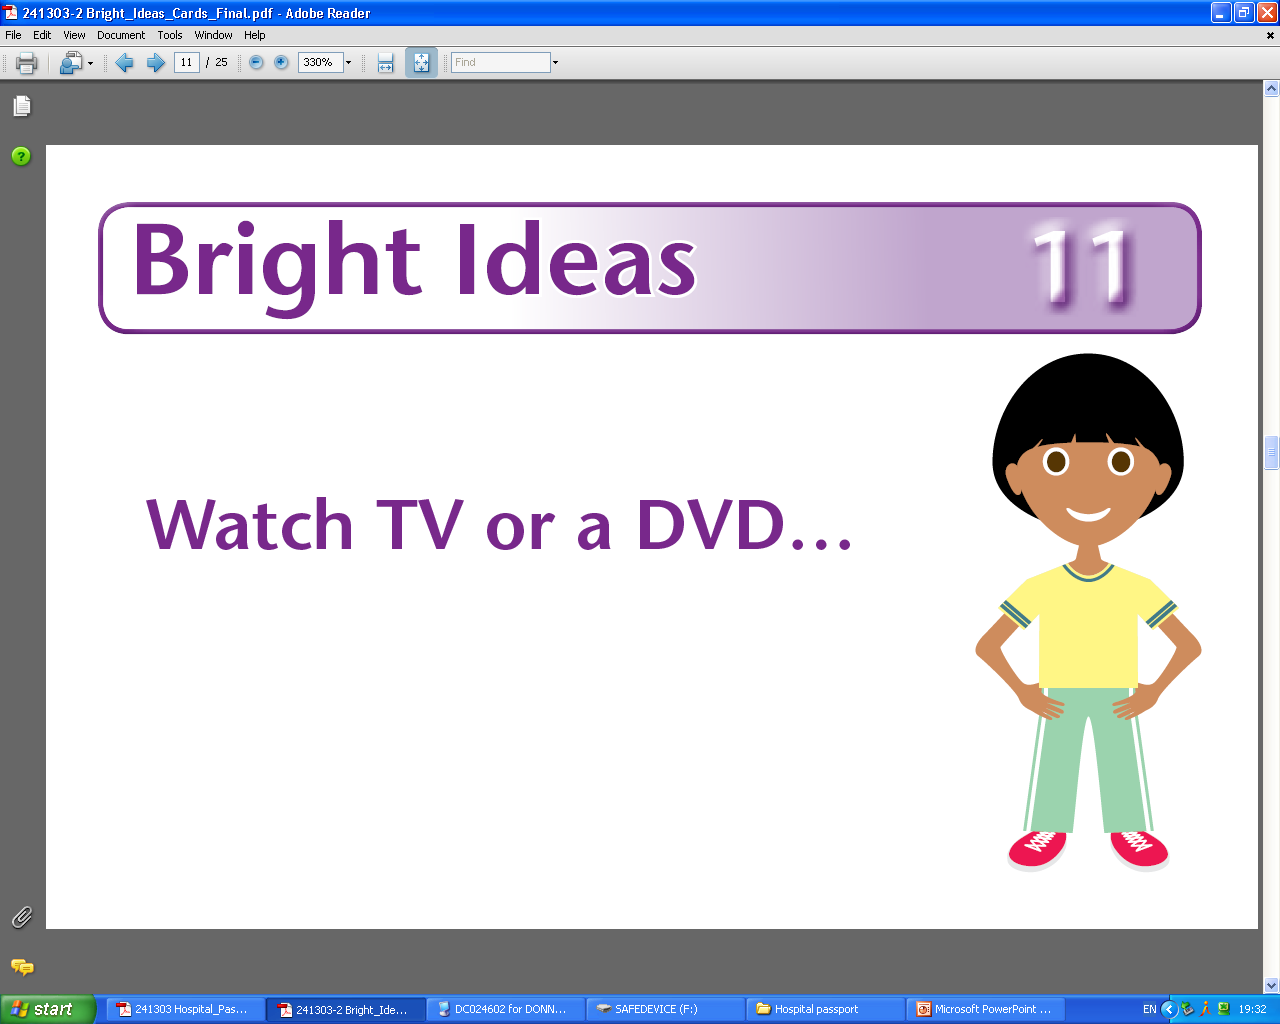 241303-2 Bright_Ideas_Cards_Final.pdf - Adobe Reader
File Edit View Document Tools Window Help
11 / 25 330% Find
Bright Ideas 11
Watch TV or a DVD...
start 241303 Hospital_Pas... 241303-2 Bright_Ide... DC024602 for DONN... SAFEDEVICE (F:) Hospital passport Microsoft PowerPoint ... EN 19:32